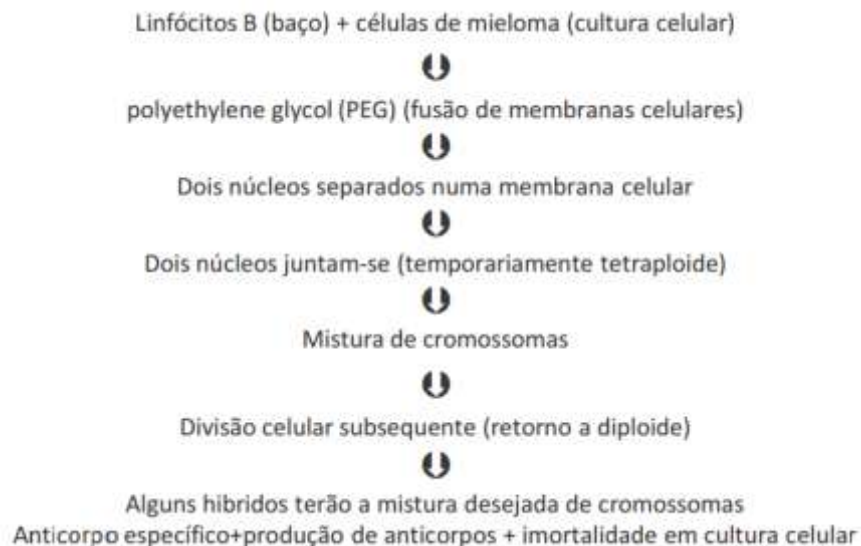 Linfócitos B (baço) + células de mieloma (cultura celular)
polyethylene glycol (PEG) (fusão de membranas celulares)
Dois núcleos separados numa membrana celular
Dois núcleos juntam-se (temporariamente tetraploide)
Mistura de cromossomas
Divisão celular subsequente (retorno a diploide)
Alguns hibridos terão a mistura desejada de cromossomas
Anticorpo específico+produção de anticorpos + imortalidade em cultura celular